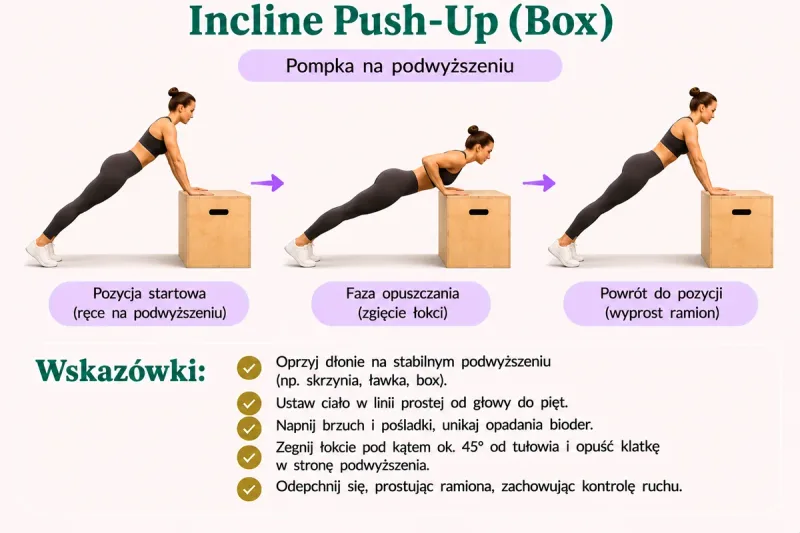 Incline Push-Up (Box)
Pompka na podwyższeniu
Pozycja startowa
(ręce na podwyższeniu)
Faza opuszczania
(zgięcie łokci)
Powrót do pozycji
(wyprost ramion)
Wskazówki:
Oprzyj dłonie na stabilnym podwyższeniu
(np. skrzynia, ławka, box).
Ustaw ciało w linii prostej od głowy do pięt.
Napnij brzuch i pośladki, unikaj opadania bioder.
Zegnij łokcie pod kątem ok. 45° od tułowia i opuść klatkę
w stronę podwyższenia.
Odepchnij się, prostując ramiona, zachowując kontrolę ruchu.